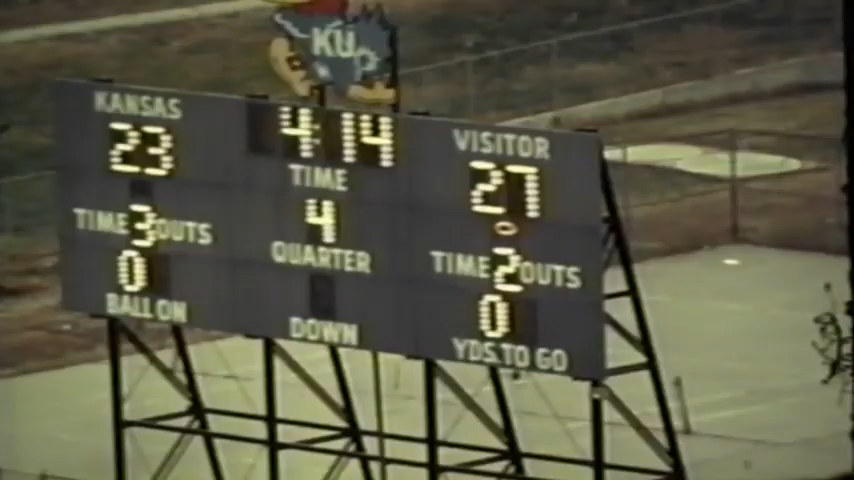 KU
KANSAS 4:14 VISITOR
23 TIME 27
TIME 3 OUTS 4 TIME 2 OUTS
0 QUARTER 0
BALL ON DOWN YDS. TO GO